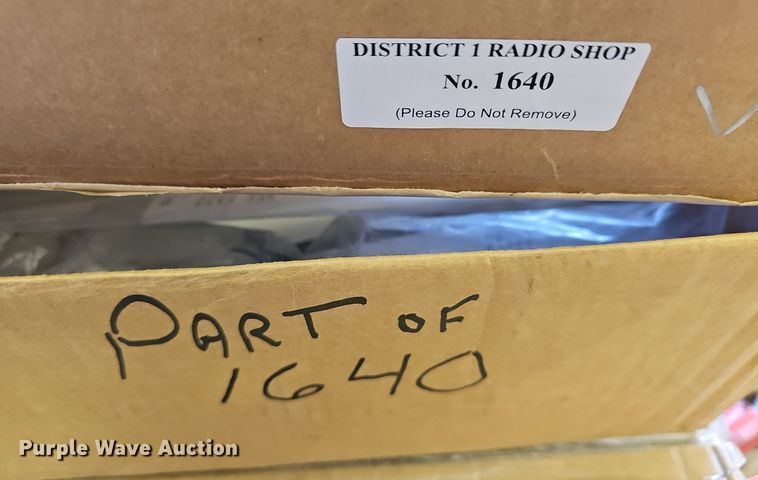 DISTRICT 1 RADIO SHOP
No. 1640
(Please Do Not Remove)
PART OF
1640
Purple Wave Auction